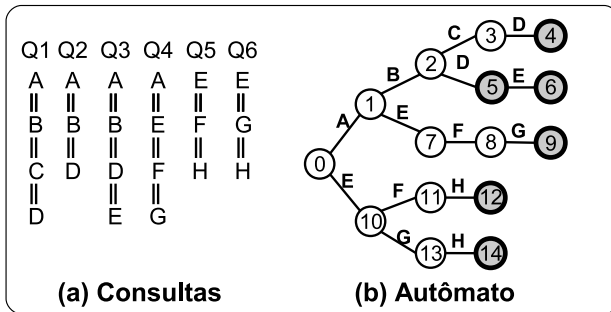 Q1 Q2 Q3 Q4 Q5 Q6
A A A A E E
B B B E F G
C D D F H H
D E G
(a) Consultas
C D
3 4
2 D
B 5 E 6
1 E
A 7 F 8 G 9
0
E F 11 H 12
10
G 13 H 14
(b) Autômato